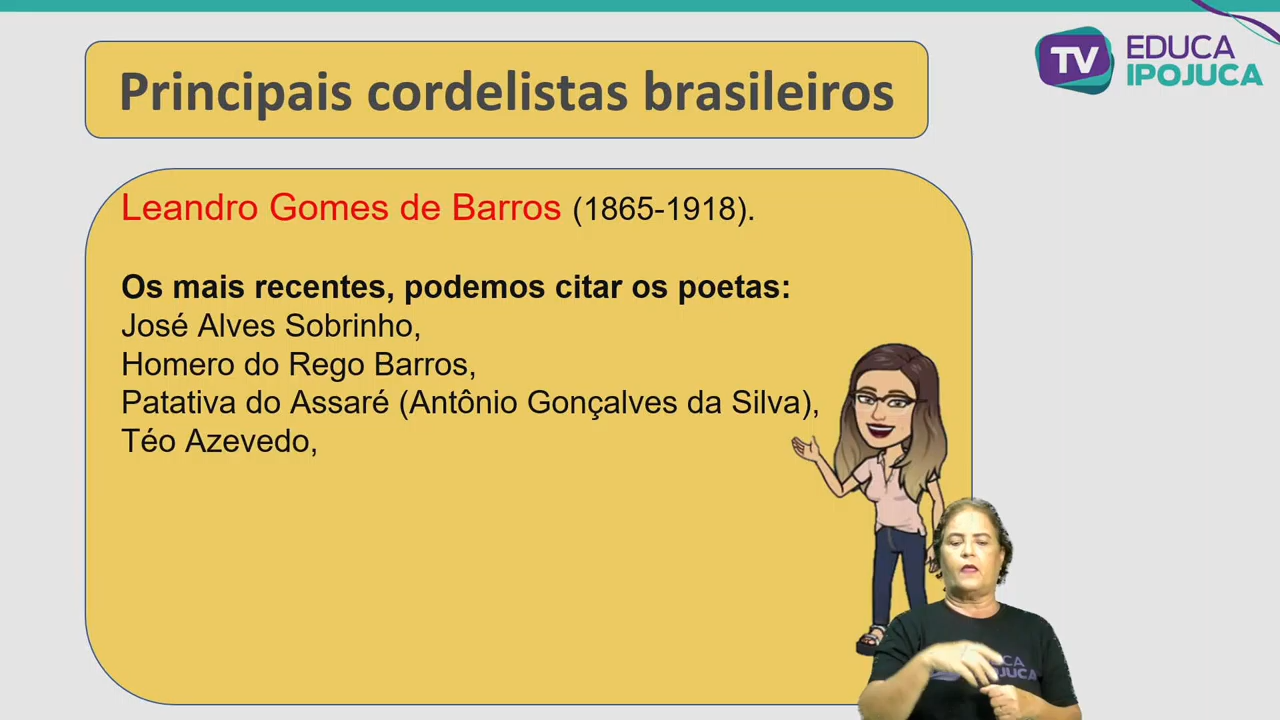 Principais cordelistas brasileiros
TV EDUCA
IPOJUCA
Leandro Gomes de Barros (1865-1918).
Os mais recentes, podemos citar os poetas:
José Alves Sobrinho,
Homero do Rego Barros,
Patativa do Assaré (Antônio Gonçalves da Silva),
Téo Azevedo,